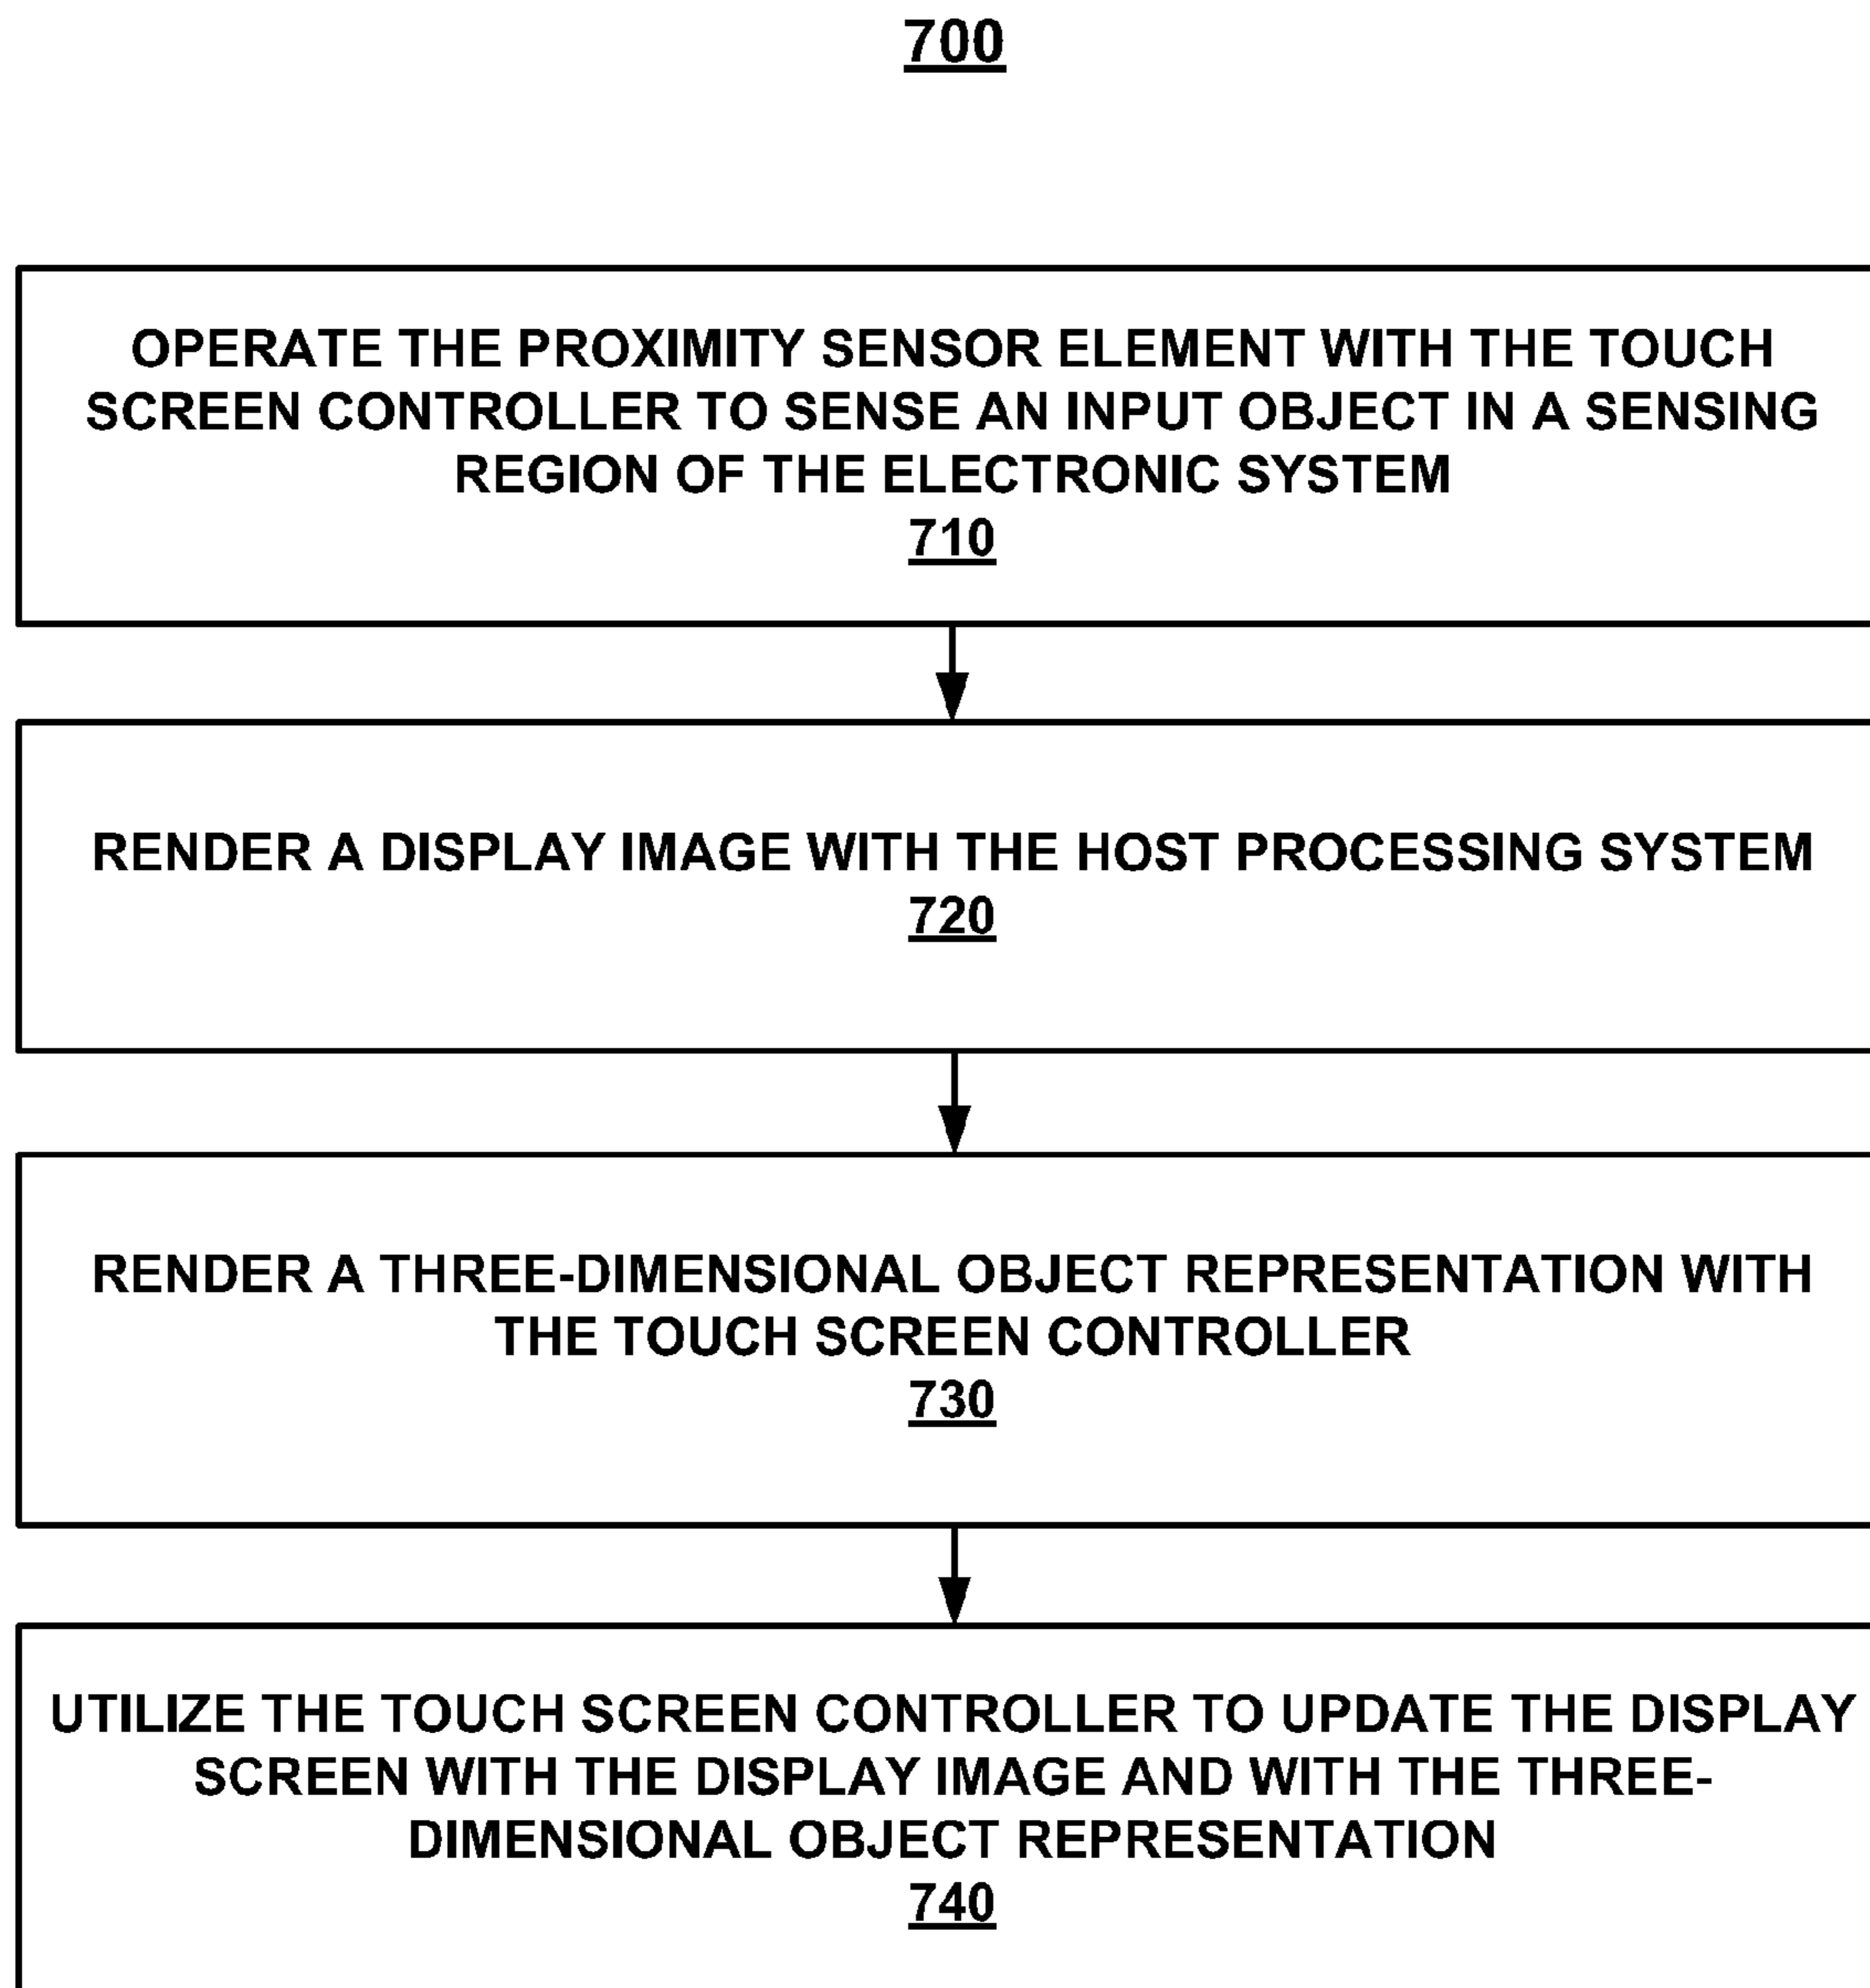 700
OPERATE THE PROXIMITY SENSOR ELEMENT WITH THE TOUCH
SCREEN CONTROLLER TO SENSE AN INPUT OBJECT IN A SENSING
REGION OF THE ELECTRONIC SYSTEM
710
RENDER A DISPLAY IMAGE WITH THE HOST PROCESSING SYSTEM
720
RENDER A THREE-DIMENSIONAL OBJECT REPRESENTATION WITH
THE TOUCH SCREEN CONTROLLER
730
UTILIZE THE TOUCH SCREEN CONTROLLER TO UPDATE THE DISPLAY
SCREEN WITH THE DISPLAY IMAGE AND WITH THE THREE-
DIMENSIONAL OBJECT REPRESENTATION
740